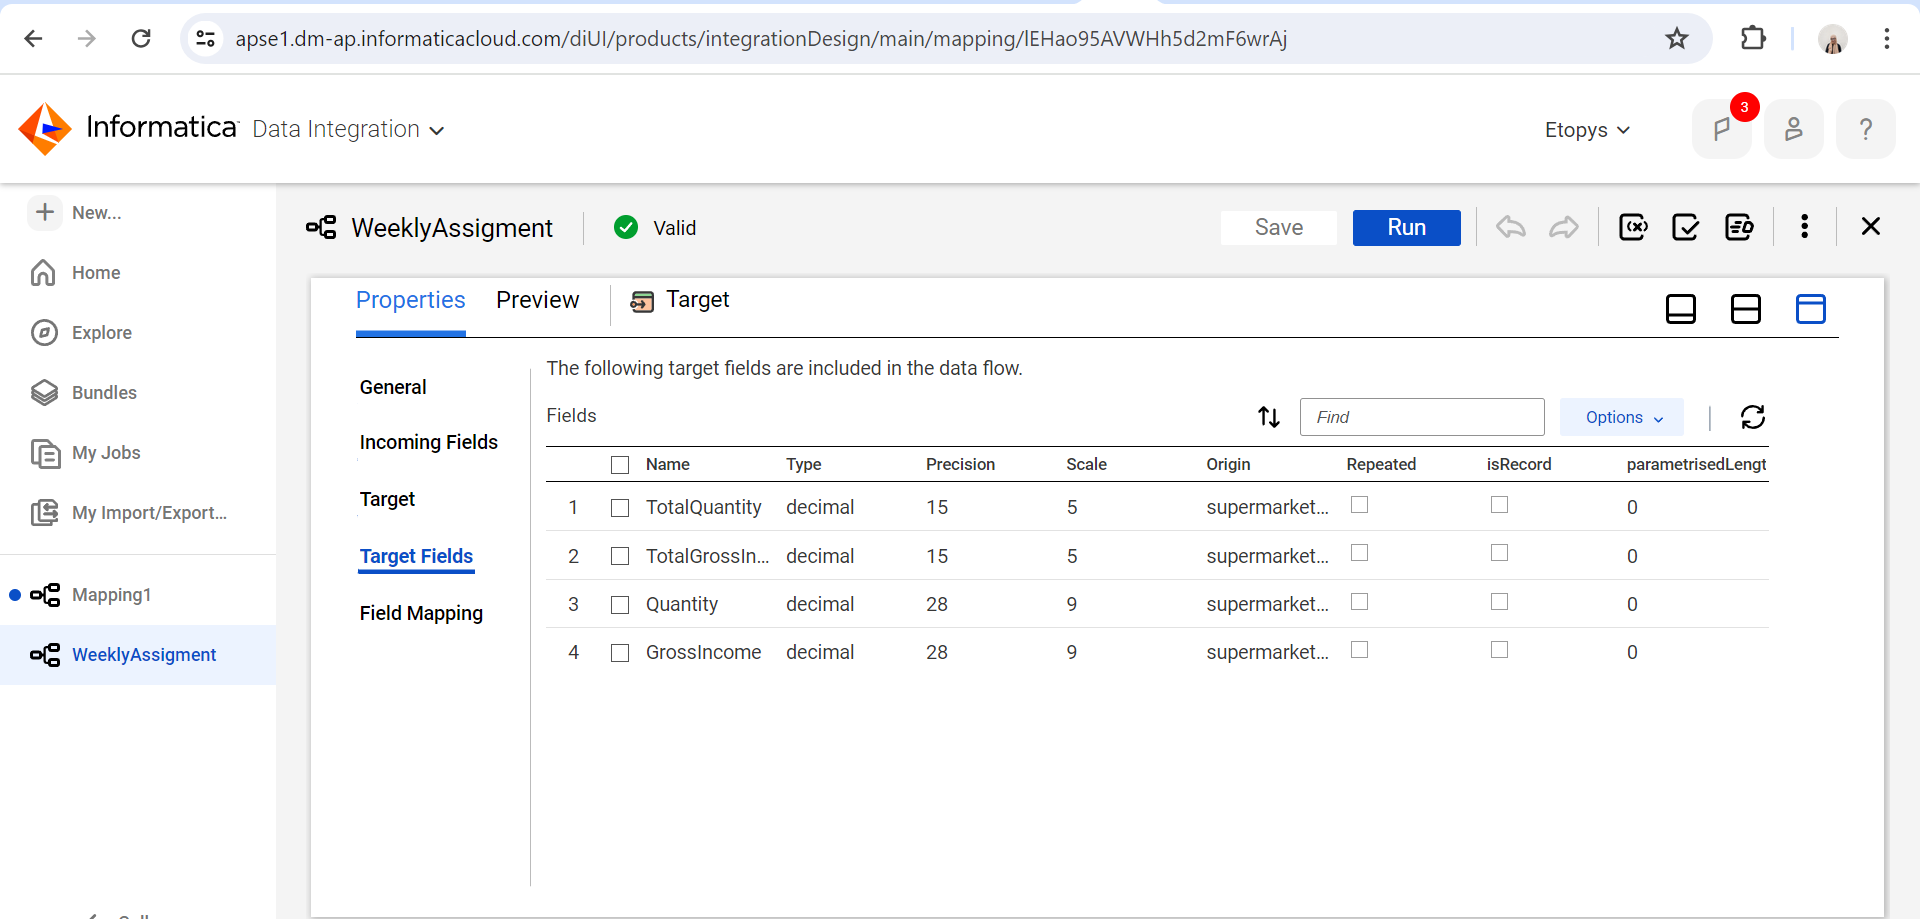 apse1.dm-ap.informaticacloud.com/diUI/products/integrationDesign/main/mapping/lEHao95AVWHh5d2mF6wrAj
Informatica Data Integration
Etopys
3
?
New...
Home
Explore
Bundles
My Jobs
My Import/Export...
Mapping1
WeeklyAssigment
WeeklyAssigment
Valid
Save
Run
Properties
Preview
Target
General
Incoming Fields
Target
Target Fields
Field Mapping
The following target fields are included in the data flow.
Fields
Find
Options
Name Type Precision Scale Origin Repeated isRecord parametrisedLengt
1 TotalQuantity decimal 15 5 supermarket... 0
2 TotalGrossIn... decimal 15 5 supermarket... 0
3 Quantity decimal 28 9 supermarket... 0
4 GrossIncome decimal 28 9 supermarket... 0